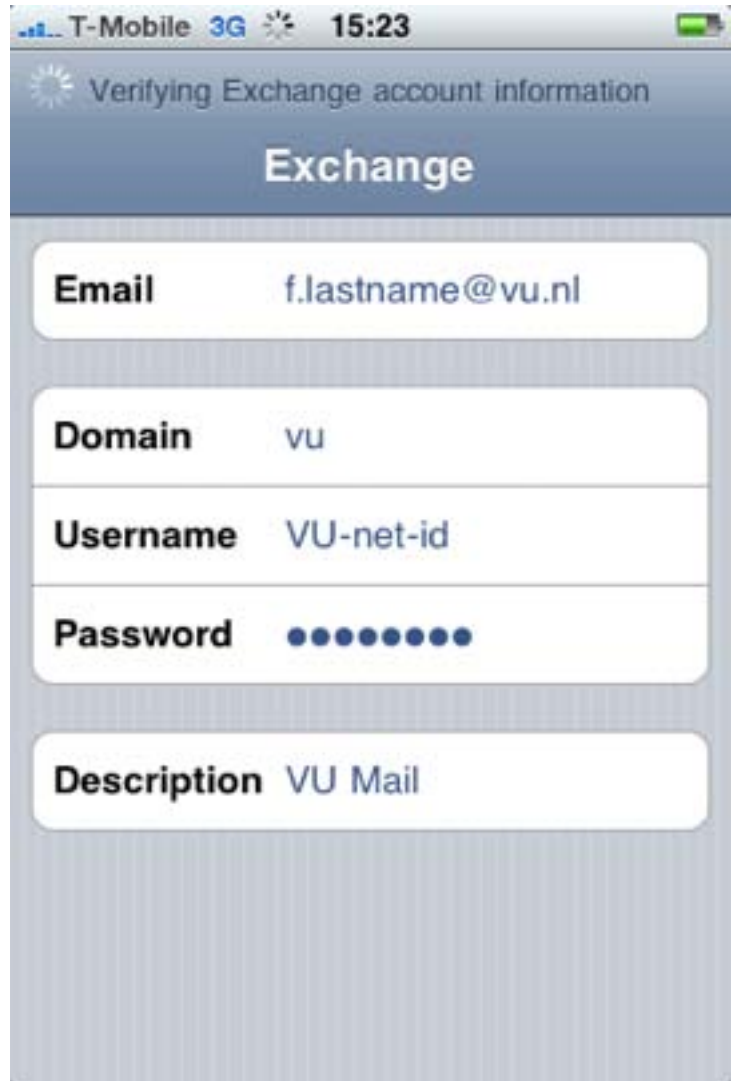 T-Mobile 3G 15:23
Verifying Exchange account information
Exchange
Email f.lastname@vu.nl
Domain vu
Username VU-net-id
Password ●●●●●●●●
Description VU Mail